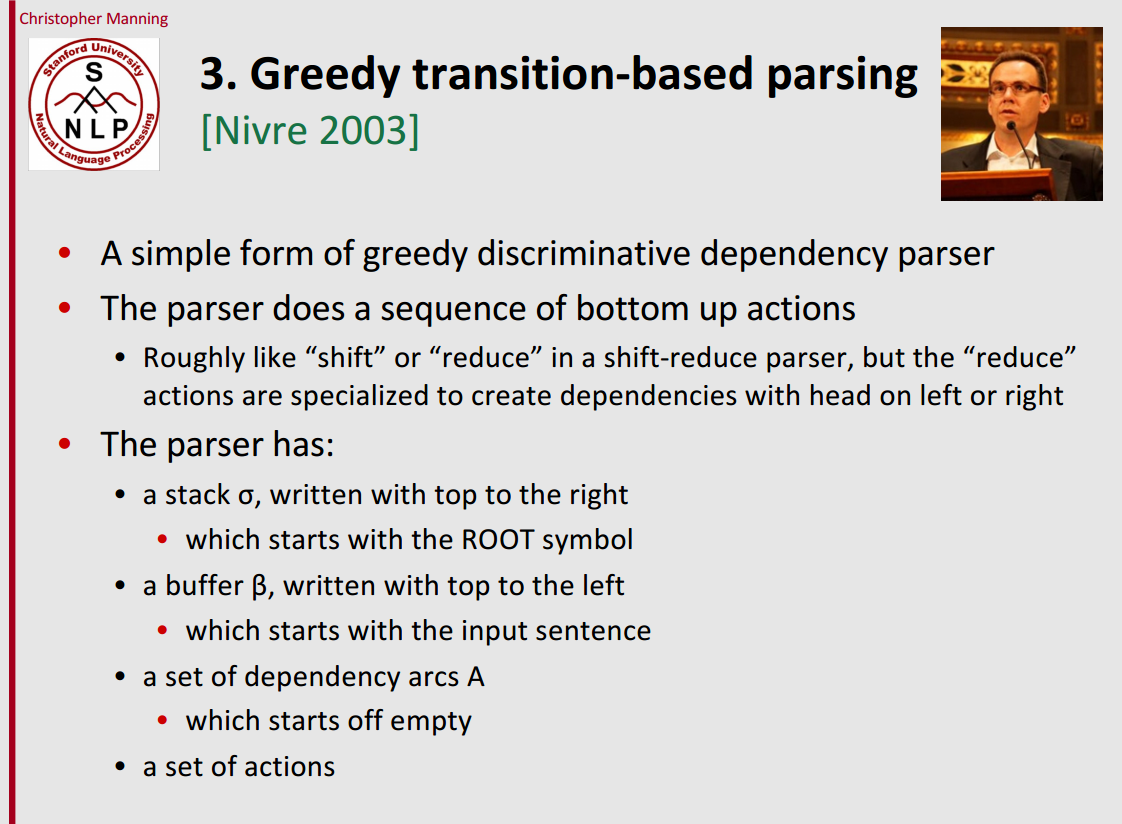 Christopher Manning
Stanford University
S
N L P
Natural Language Processing
3. Greedy transition-based parsing
[Nivre 2003]
• A simple form of greedy discriminative dependency parser
• The parser does a sequence of bottom up actions
• Roughly like “shift” or “reduce” in a shift-reduce parser, but the “reduce”
actions are specialized to create dependencies with head on left or right
• The parser has:
• a stack σ, written with top to the right
• which starts with the ROOT symbol
• a buffer β, written with top to the left
• which starts with the input sentence
• a set of dependency arcs A
• which starts off empty
• a set of actions